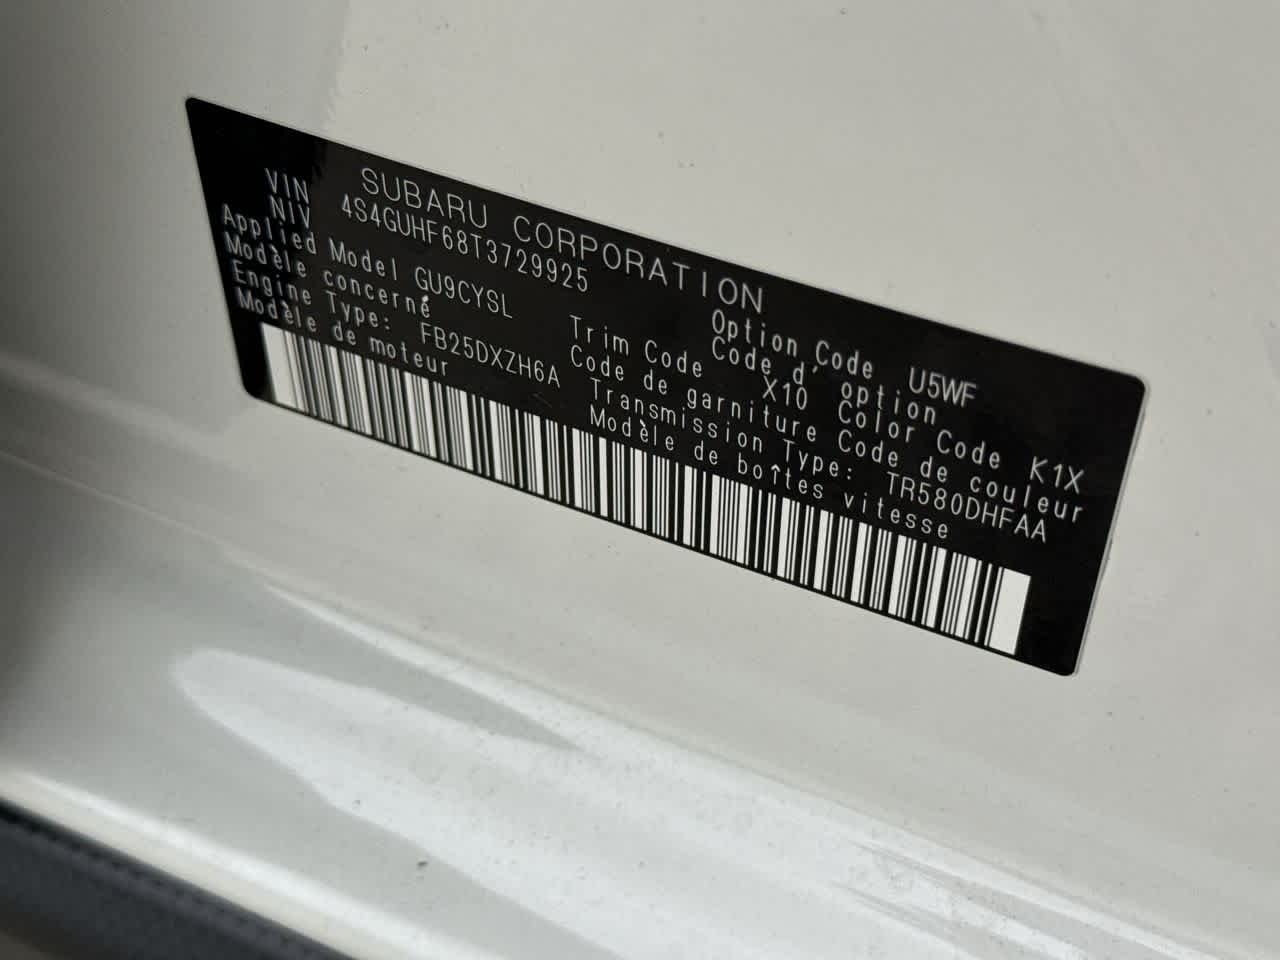 SUBARU CORPORATION
VIN
NIV 4S4GUHF68T3729925
Applied Model GU9CYSL
Modèle concerné
Engine Type: FB25DXZH6A
Modèle de moteur
Option Code U5WF
Code d'option
Trim Code X10 Color Code K1X
Code de garniture Code de couleur
Transmission Type: TR580DHFAA
Modèle de boîtes vitesse